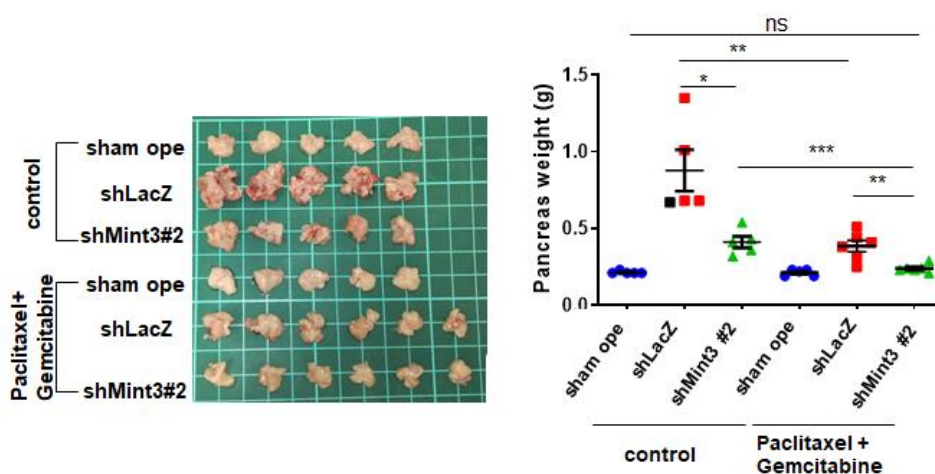 control
sham ope
shLacZ
shMint3#2
Paclitaxel+
Gemcitabine
sham ope
shLacZ
shMint3#2
ns
**
*
***
**
Pancreas weight (g)
1.5
1.0
0.5
0.0
sham ope
shLacZ
shMint3 #2
sham ope
shLacZ
shMint3 #2
control
Paclitaxel +
Gemcitabine